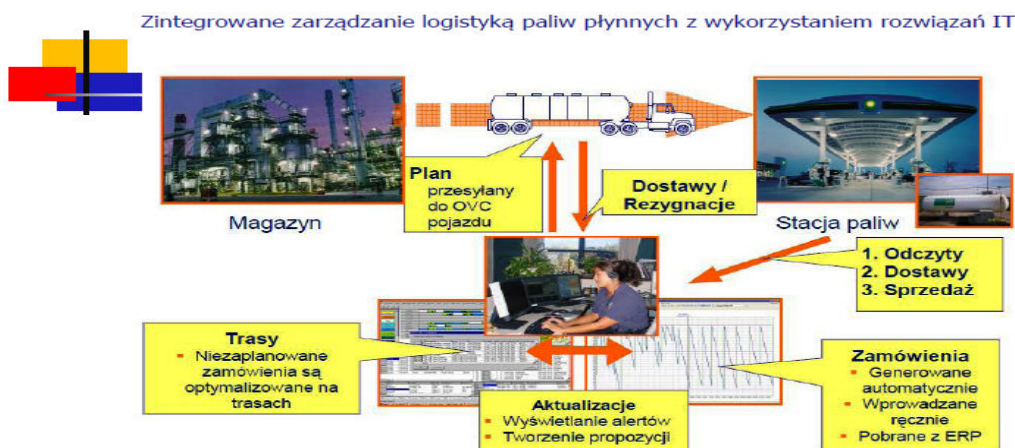 Zintegrowane zarządzanie logistyką paliw płynnych z wykorzystaniem rozwiązań IT
Plan
przesyłany
do OVC
pojazdu
Dostawy /
Rezygnacje
Magazyn
Stacja paliw
1. Odczyty
2. Dostawy
3. Sprzedaż
Trasy
▪ Niezaplanowane
zamówienia są
optymalizowane na
trasach
Aktualizacje
▪ Wyświetlanie alertów
▪ Tworzenie propozycji
Zamówienia
▪ Generowane
automatycznie
▪ Wprowadzane
ręcznie
▪ Pobrane z ERP